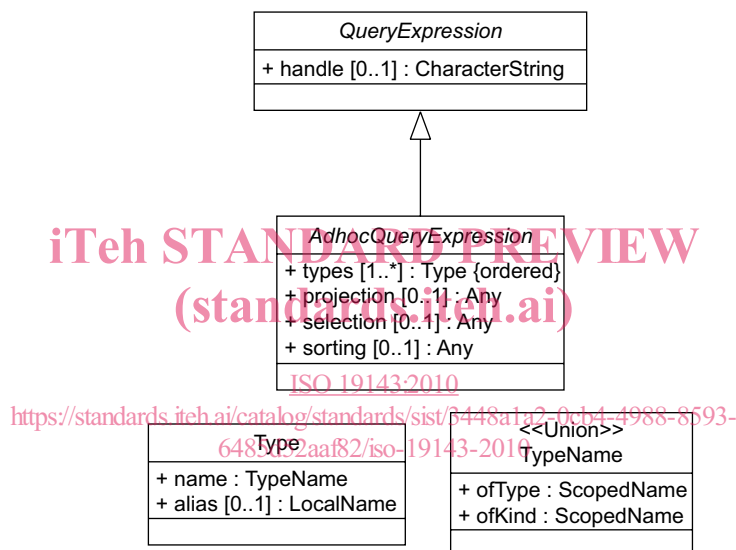 QueryExpression
+ handle [0..1] : CharacterString
AdhocQueryExpression
iTeh STANDARD PREVIEW
+ types [1..*] : Type {ordered}
+ projection [0..1] : Any
(standards.iteh.ai)
+ selection [0..1] : Any
+ sorting [0..1] : Any
ISO 19143:2010
https://standards.iteh.ai/catalog/standards/sist/5448a1a2-0cb4-4988-8593-
6485d52aaf82/iso-19143-2010
Type
+ name : TypeName
+ alias [0..1] : LocalName
<<Union>>
TypeName
+ ofType : ScopedName
+ ofKind : ScopedName